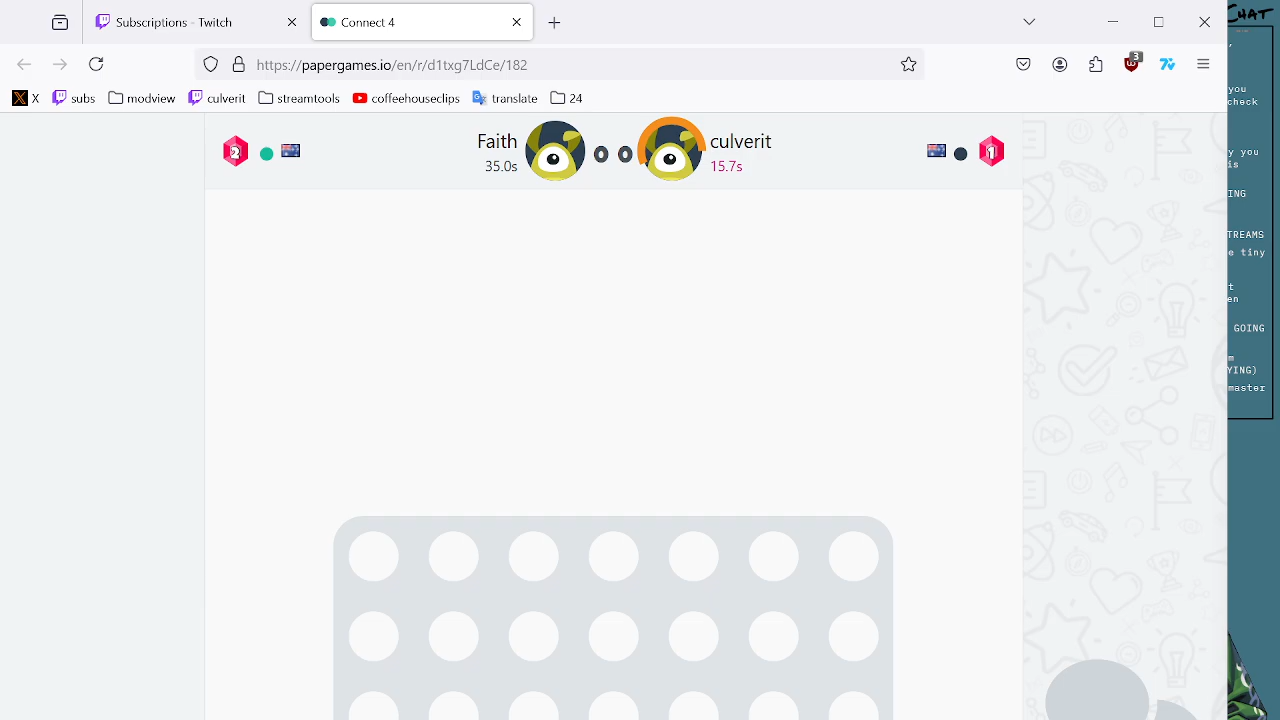 Subscriptions - Twitch
Connect 4
https://papergames.io/en/r/d1txg7LdCe/182
3
X
subs
modview
culverit
streamtools
coffeehouseclips
translate
24
2
Faith
35.0s
0 0
culverit
15.7s
1
CHAT
you
check
y you
is
ING
TREAMS
e tiny
t
en
GOING
m
YING)
master